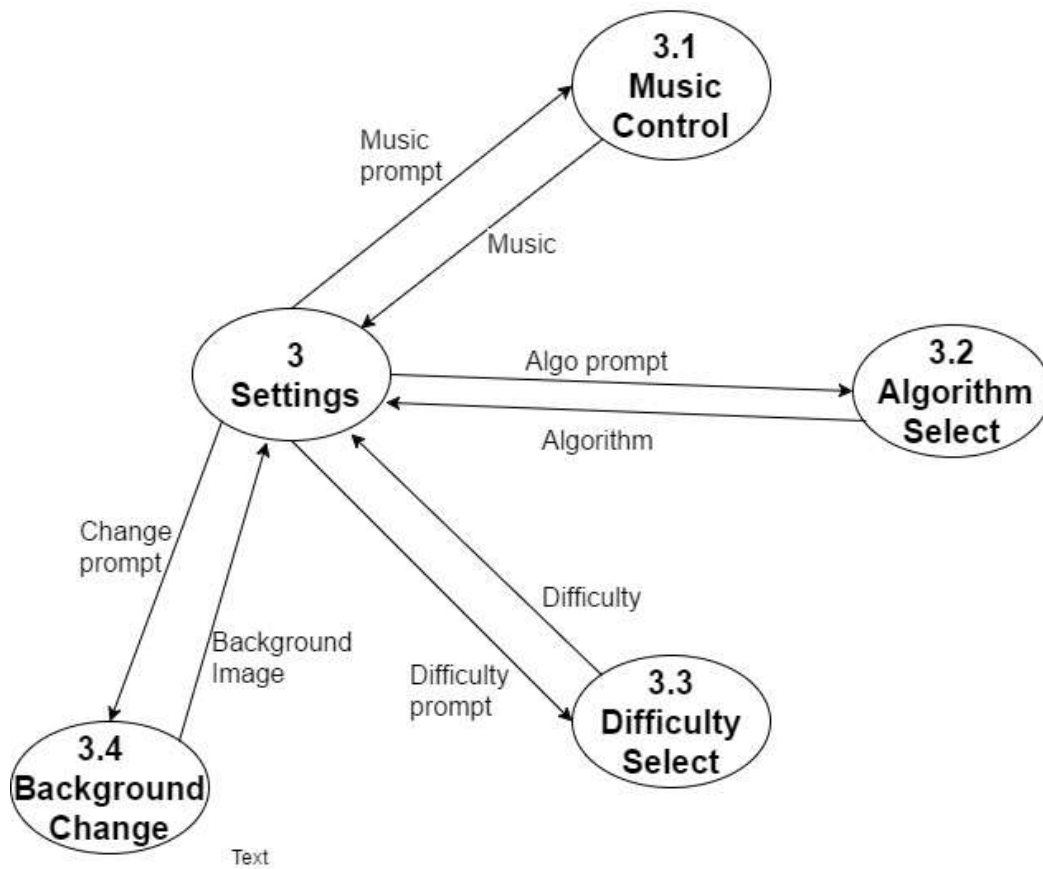 3.1
Music
Control
Music
prompt
Music
3
Settings
Algo prompt
3.2
Algorithm
Select
Algorithm
Change
prompt
Difficulty
Background
Image
Difficulty
prompt
3.3
Difficulty
Select
3.4
Background
Change
Text